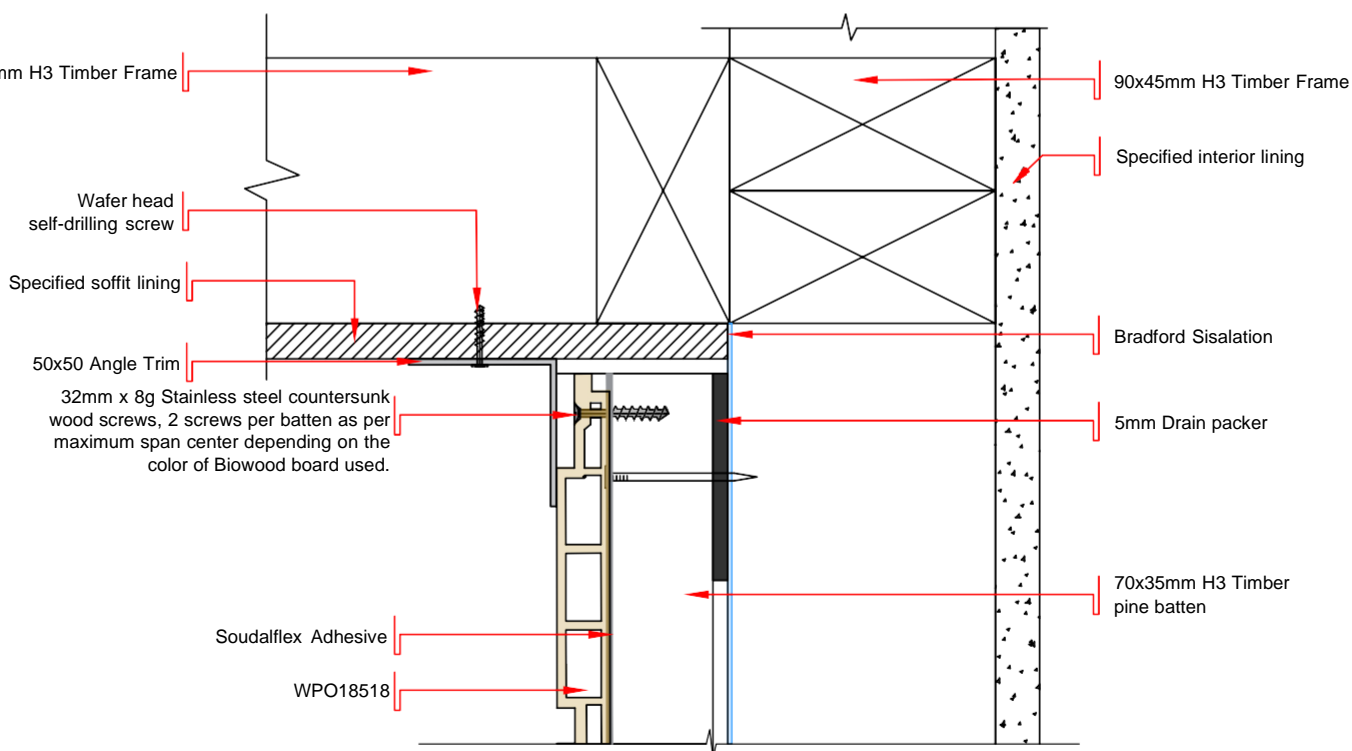 H3 Timber Frame
90x45mm H3 Timber Frame
Specified interior lining
Wafer head
self-drilling screw
Specified soffit lining
Bradford Sisalation
50x50 Angle Trim
32mm x 8g Stainless steel countersunk
wood screws, 2 screws per batten as per
maximum span center depending on the
color of Biowood board used.
5mm Drain packer
70x35mm H3 Timber
pine batten
Soudalflex Adhesive
WPO18518